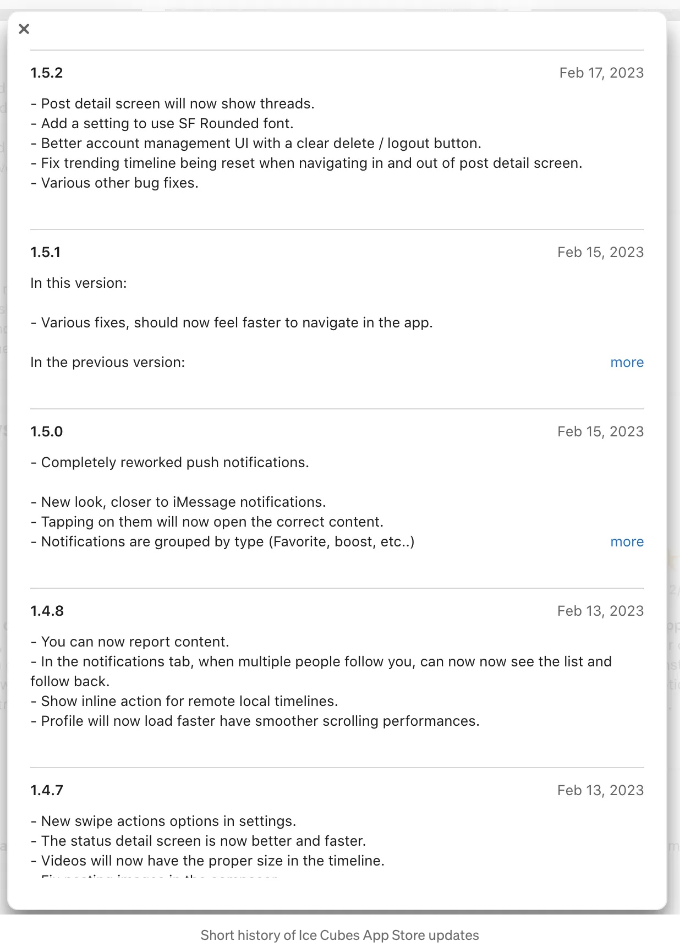 ×
1.5.2
Feb 17, 2023
- Post detail screen will now show threads.
- Add a setting to use SF Rounded font.
- Better account management UI with a clear delete / logout button.
- Fix trending timeline being reset when navigating in and out of post detail screen.
- Various other bug fixes.
1.5.1
Feb 15, 2023
In this version:
- Various fixes, should now feel faster to navigate in the app.
In the previous version:
more
1.5.0
Feb 15, 2023
- Completely reworked push notifications.
- New look, closer to iMessage notifications.
- Tapping on them will now open the correct content.
- Notifications are grouped by type (Favorite, boost, etc..)
more
1.4.8
Feb 13, 2023
- You can now report content.
- In the notifications tab, when multiple people follow you, can now now see the list and
follow back.
- Show inline action for remote local timelines.
- Profile will now load faster have smoother scrolling performances.
1.4.7
Feb 13, 2023
- New swipe actions options in settings.
- The status detail screen is now better and faster.
- Videos will now have the proper size in the timeline.
Short history of Ice Cubes App Store updates